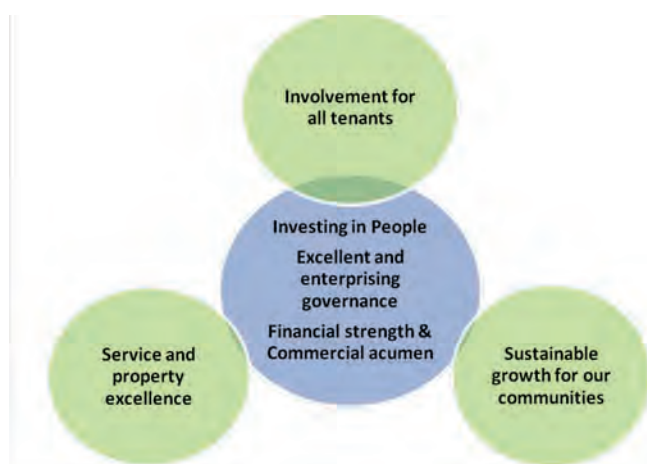 Involvement for
all tenants
Investing in People
Excellent and
enterprising
governance
Financial strength &
Commercial acumen
Service and
property
excellence
Sustainable
growth for our
communities